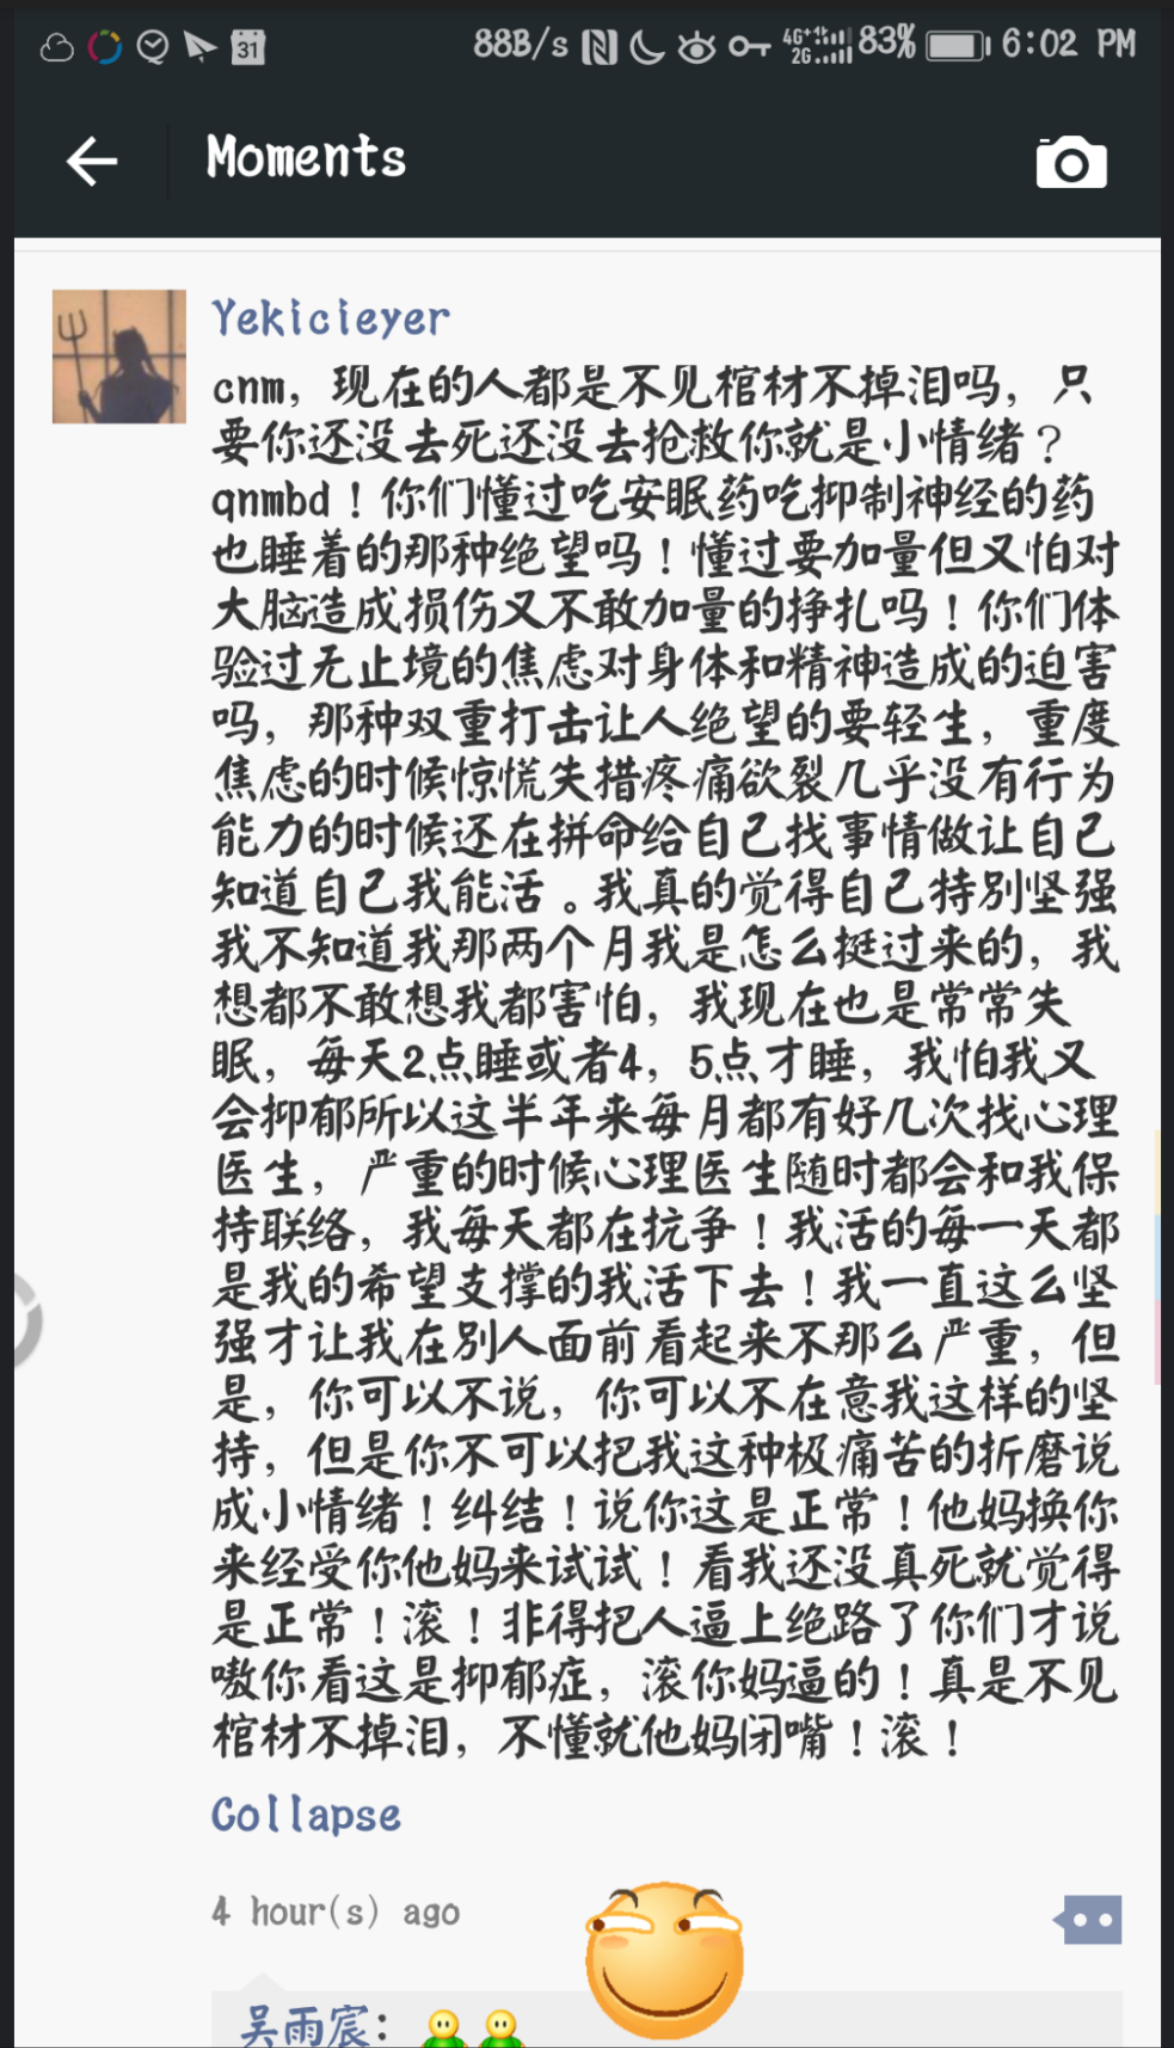 31
88B/s
4G+
2G
83%
6:02 PM
Moments
Yekicieyer
cnm，现在的人都是不见棺材不掉泪吗，只
要你还没去死还没去抢救你就是小情绪？
qnmbd！你们懂过吃安眠药吃抑制神经的药
也睡着的那种绝望吗！懂过要加量但又怕对
大脑造成损伤又不敢加量的挣扎吗！你们体
验过无止境的焦虑对身体和精神造成的迫害
吗，那种双重打击让人绝望的要轻生，重度
焦虑的时候惊慌失措疼痛欲裂几乎没有行为
能力的时候还在拼命给自己找事情做让自己
知道自己我能活。我真的觉得自己特别坚强
我不知道我那两个月我是怎么挺过来的，我
想都不敢想我都害怕，我现在也是常常失
眠，每天2点睡或者4，5点才睡，我怕我又
会抑郁所以这半年来每月都有好几次找心理
医生，严重的时候心理医生随时都会和我保
持联络，我每天都在抗争！我活的每一天都
是我的希望支撑的我活下去！我一直这么坚
强才让我在别人面前看起来不那么严重，但
是，你可以不说，你可以不在意我这样的坚
持，但是你不可以把我这种极痛苦的折磨说
成小情绪！纠结！说你这是正常！他妈换你
来经受你他妈来试试！看我还没真死就觉得
是正常！滚！非得把人逼上绝路了你们才说
嗷你看这是抑郁症，滚你妈逼的！真是不见
棺材不掉泪，不懂就他妈闭嘴！滚！
Collapse
4 hour(s) ago
吴雨宸：